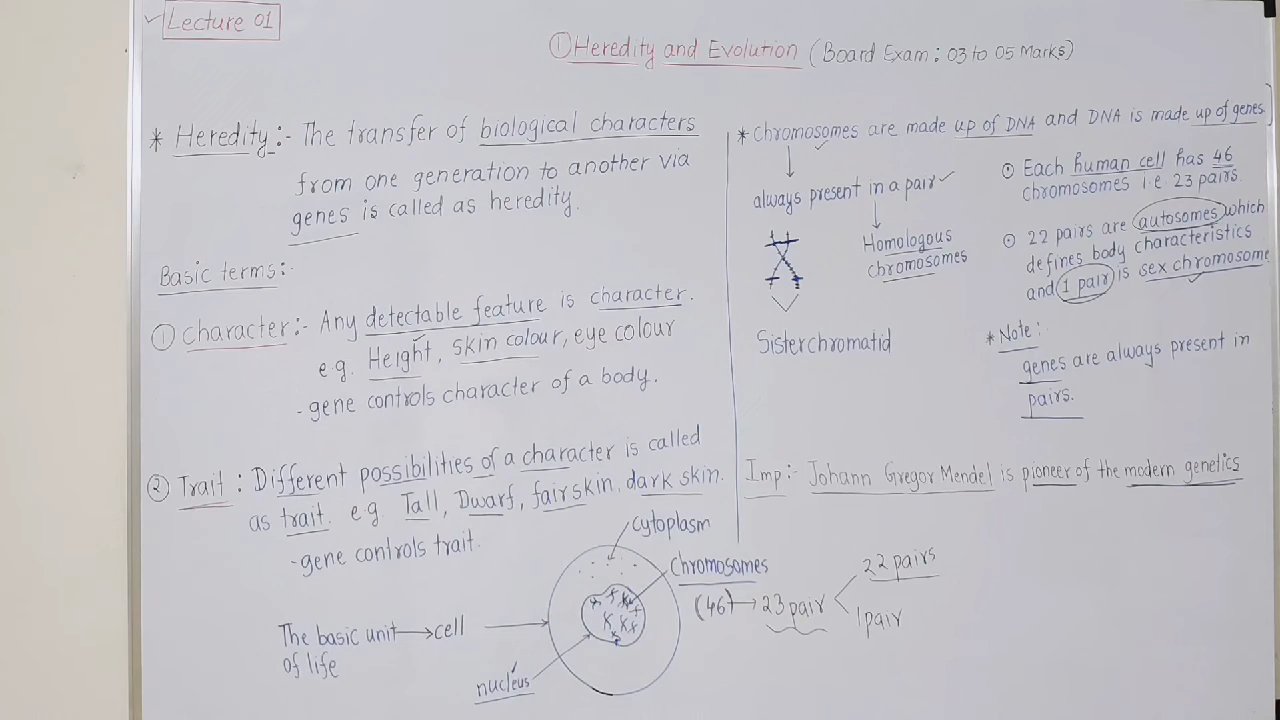 Lecture 01
① Heredity and Evolution (Board Exam: 03 to 05 Marks)
* Heredity:- The transfer of biological characters
from one generation to another via
genes is called as heredity.
Basic terms:-
① Character:- Any detectable feature is character.
e.g. Height, skin colour, eye colour
- gene controls character of a body.
② Trait: Different possibilities of a character is called
as trait. e.g. Tall, Dwarf, fair skin, dark skin.
- gene controls trait.
The basic unit → cell
of life
cytoplasm
chromosomes
(46) → 23 pair
22 pairs
1 pair
nucleus
* chromosomes are made up of DNA and DNA is made up of genes.
always present in a pair
Homologous
chromosomes
Sisterchromatid
⊙ Each human cell has 46
chromosomes i.e. 23 pairs.
⊙ 22 pairs are autosomes which
defines body characteristics
and 1 pair is sex chromosome
* Note:
genes are always present in
pairs.
Imp:- Johann Gregor Mendel is pioneer of the modern genetics